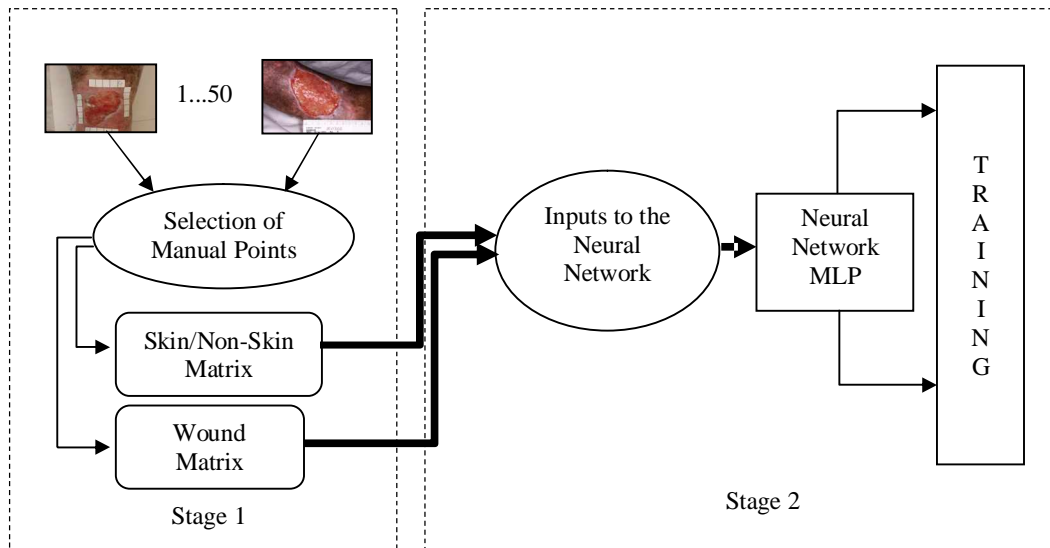 1...50
Selection of
Manual Points
Skin/Non-Skin
Matrix
Wound
Matrix
Stage 1
Inputs to the
Neural
Network
Neural
Network
MLP
T
R
A
I
N
I
N
G
Stage 2